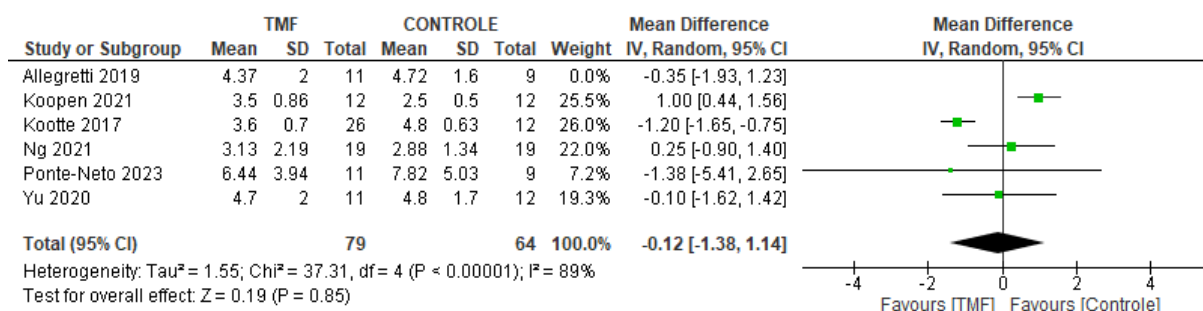 TMF CONTROLE Mean Difference Mean Difference
Study or Subgroup Mean SD Total Mean SD Total Weight IV, Random, 95% CI IV, Random, 95% CI
Allegretti 2019 4.37 2 11 4.72 1.6 9 0.0% -0.35 [-1.93, 1.23]
Koopen 2021 3.5 0.86 12 2.5 0.5 12 25.5% 1.00 [0.44, 1.56]
Kootte 2017 3.6 0.7 26 4.8 0.63 12 26.0% -1.20 [-1.65, -0.75]
Ng 2021 3.13 2.19 19 2.88 1.34 19 22.0% 0.25 [-0.90, 1.40]
Ponte-Neto 2023 6.44 3.94 11 7.82 5.03 9 7.2% -1.38 [-5.41, 2.65]
Yu 2020 4.7 2 11 4.8 1.7 12 19.3% -0.10 [-1.62, 1.42]
Total (95% CI) 79 64 100.0% -0.12 [-1.38, 1.14]
Heterogeneity: Tau² = 1.55; Chi² = 37.31, df = 4 (P < 0.00001); I² = 89%
Test for overall effect: Z = 0.19 (P = 0.85)
-4 -2 0 2 4
Favours [TMF] Favours [Controle]